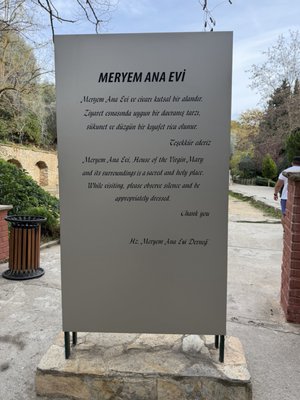 MERYEM ANA EVİ
Meryem Ana Evi ve civarı kutsal bir alandır.
Ziyaret esnasında uygun bir davranış tarzı,
sükunet ve düzgün bir kıyafet rica olunur.
Teşekkür ederiz
Meryem Ana Evi, House of the Virgin Mary
and its surroundings is a sacred and holy place.
While visiting, please observe silence and be
appropriately dressed.
Thank you
Hz. Meryem Ana Evi Derneği